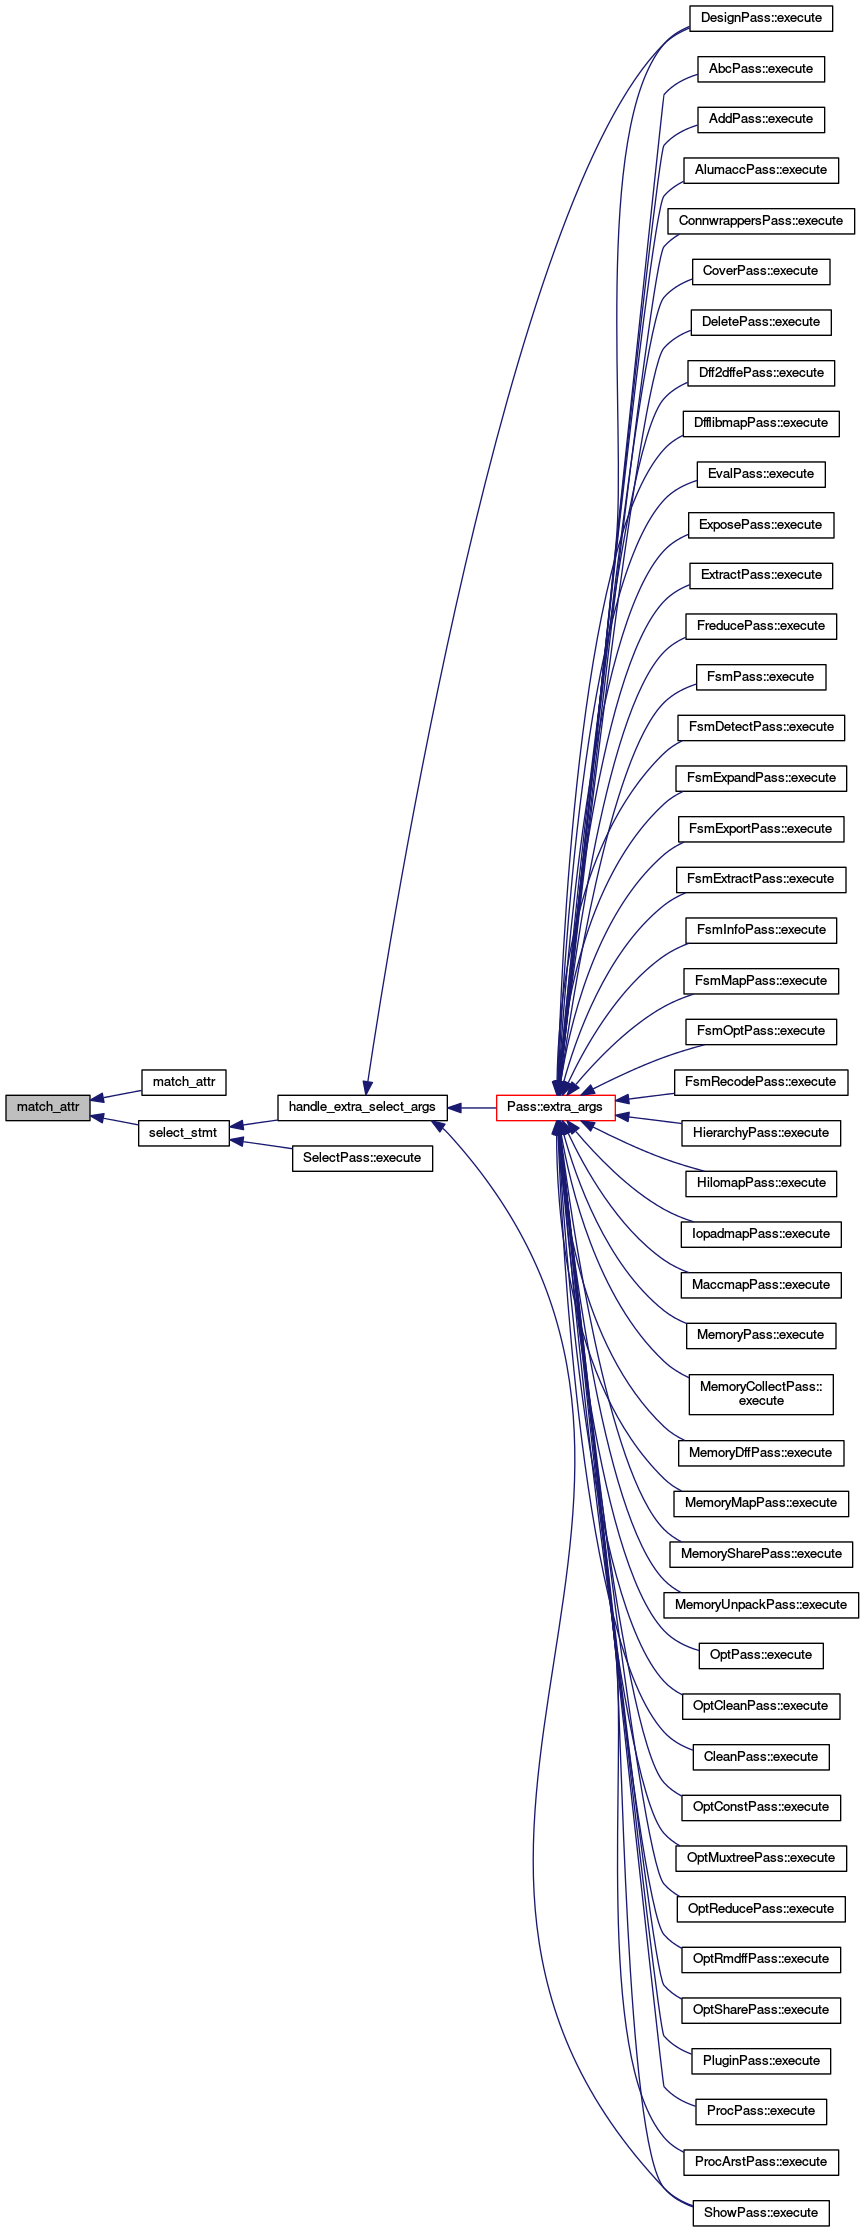 DesignPass::execute
AbcPass::execute
AddPass::execute
AlumaccPass::execute
ConnwrappersPass::execute
CoverPass::execute
DeletePass::execute
Dff2dffePass::execute
DfflibmapPass::execute
EvalPass::execute
ExposePass::execute
ExtractPass::execute
FreducePass::execute
FsmPass::execute
FsmDetectPass::execute
FsmExpandPass::execute
FsmExportPass::execute
FsmExtractPass::execute
FsmInfoPass::execute
FsmMapPass::execute
FsmOptPass::execute
FsmRecodePass::execute
match_attr
match_attr
handle_extra_select_args
Pass::extra_args
select_stmt
HierarchyPass::execute
SelectPass::execute
HilomapPass::execute
IopadmapPass::execute
MaccmapPass::execute
MemoryPass::execute
MemoryCollectPass::
execute
MemoryDffPass::execute
MemoryMapPass::execute
MemorySharePass::execute
MemoryUnpackPass::execute
OptPass::execute
OptCleanPass::execute
CleanPass::execute
OptConstPass::execute
OptMuxtreePass::execute
OptReducePass::execute
OptRmdffPass::execute
OptSharePass::execute
PluginPass::execute
ProcPass::execute
ProcArstPass::execute
ShowPass::execute